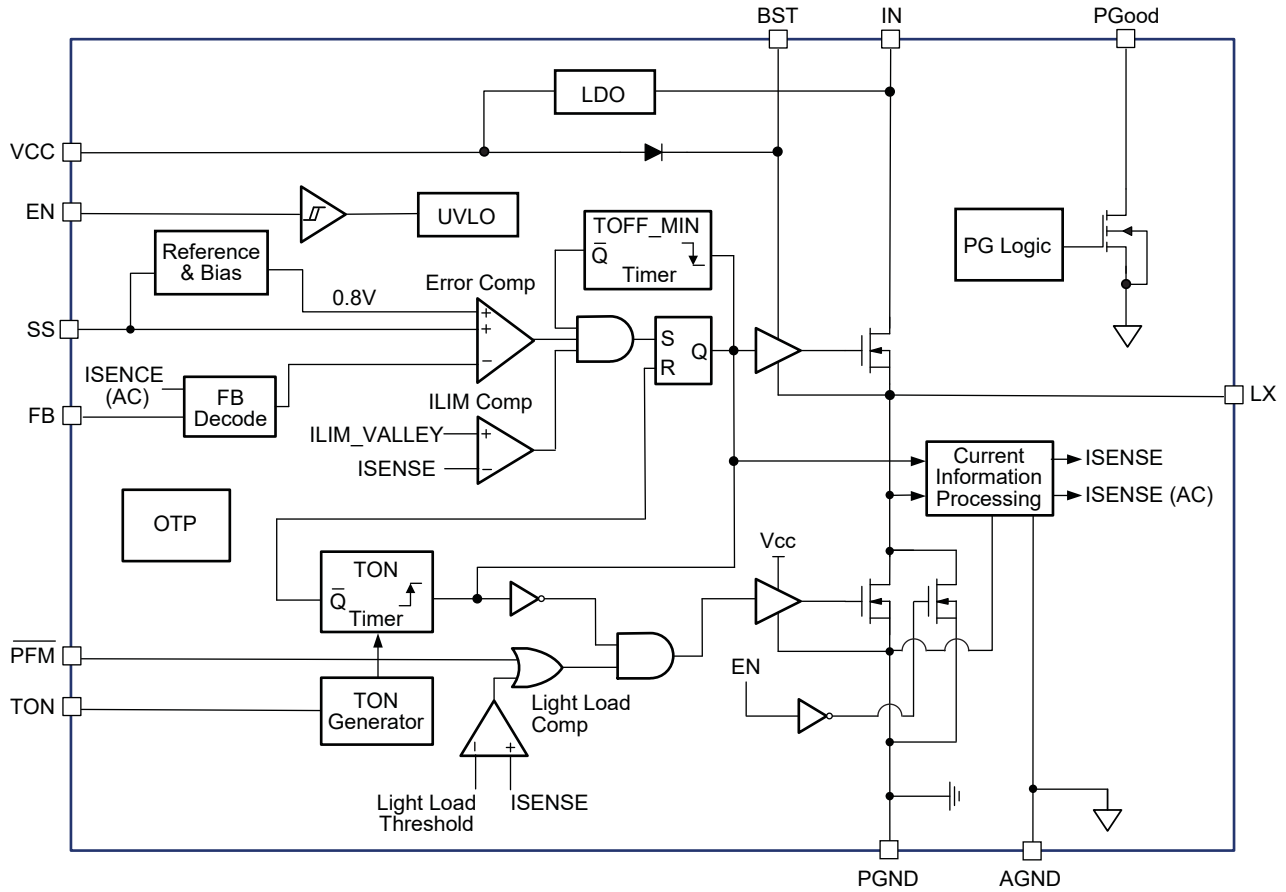 BST
IN
PGood
LDO
VCC
EN
UVLO
TOFF_MIN
Q̅
Timer
Reference
& Bias
Error Comp
0.8V
PG Logic
SS
+
+
−
S
R
Q
ISENCE
(AC)
FB
Decode
FB
ILIM Comp
ILIM_VALLEY
+
ISENSE
−
LX
Current
Information
Processing
ISENSE
ISENSE (AC)
OTP
Vcc
TON
Q̅
Timer
P̅F̅M̅
TON
TON
Generator
Light Load
Comp
EN
−
+
Light Load
Threshold
ISENSE
PGND
AGND